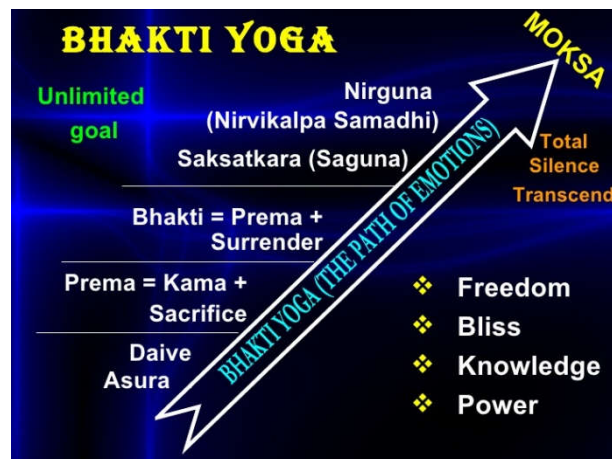 BHAKTI YOGA
MOKSA
Unlimited
goal
Nirguna
(Nirvikalpa Samadhi)
Saksatkara (Saguna)
Total
Silence
Transcend
Bhakti = Prema +
Surrender
Prema = Kama +
Sacrifice
Daive
Asura
BHAKTI YOGA (THE PATH OF EMOTIONS)
❖ Freedom
❖ Bliss
❖ Knowledge
❖ Power